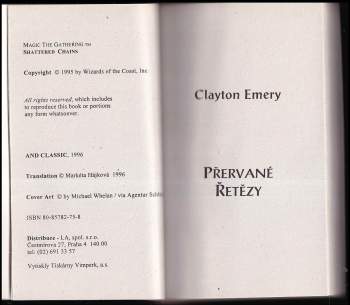 MAGIC THE GATHERING TM
SHATTERED CHAINS
Copyright © 1995 by Wizards of the Coast, Inc
All rights reserved, which includes
to reproduce this book or portions
any form whatsoever.
AND CLASSIC, 1996
Translation © Markéta Hájková 1996
Cover Art © by Michael Whelan / via Agentur
ISBN 80-85782-75-8
Distribuce - LA, spol. s.r.o.
Čestmírova 27, Praha 4 140 00
tel: (02) 691 33 57
Vytiskly Tiskárny Vimperk, a.s
Clayton Emery
PŘERVANÉ
ŘETĚZY